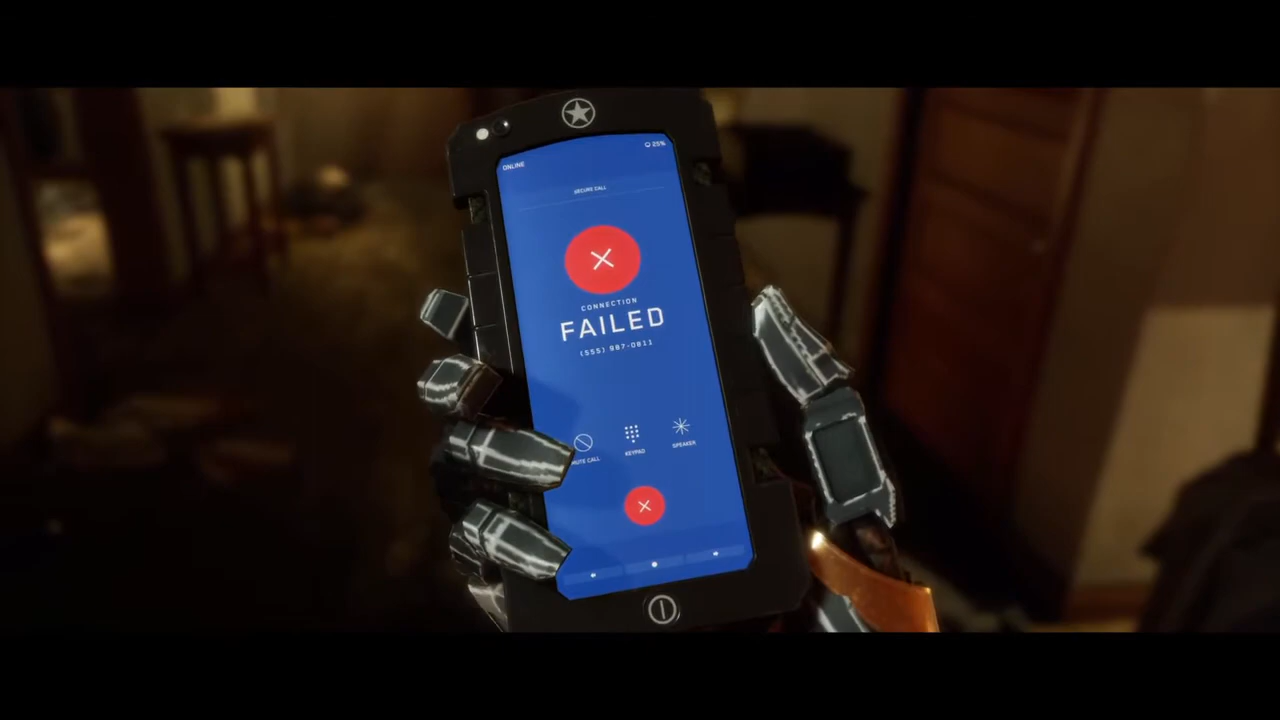 ONLINE
25%
SECURE CALL
CONNECTION
FAILED
(555) 987-0811
MUTE CALL
KEYPAD
SPEAKER